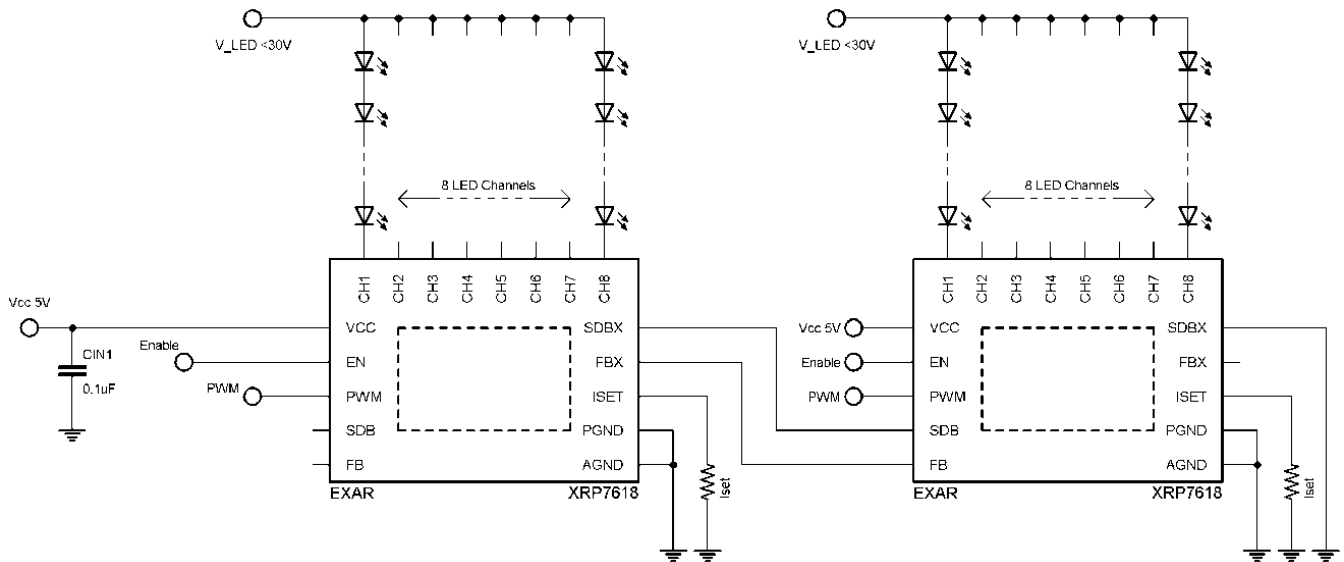 V_LED <30V
V_LED <30V
8 LED Channels
8 LED Channels
CH1 CH2 CH3 CH4 CH5 CH6 CH7 CH8
CH1 CH2 CH3 CH4 CH5 CH6 CH7 CH8
Vcc 5V
CIN1
0.1uF
Enable
PWM
VCC
EN
PWM
SDB
FB
SDBX
FBX
ISET
PGND
AGND
EXAR
XRP7618
Iset
Vcc 5V
Enable
PWM
VCC
EN
PWM
SDB
FB
SDBX
FBX
ISET
PGND
AGND
EXAR
XRP7618
Iset